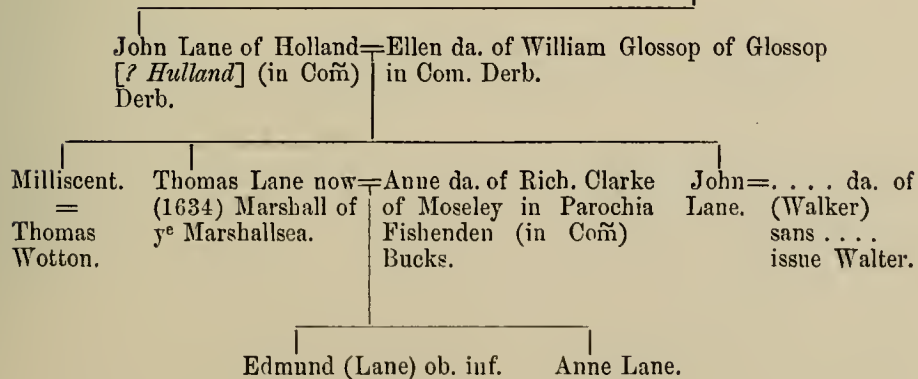 John Lane of Holland=Ellen da. of William Glossop of Glossop
[? Hulland] (in Com̃) in Com. Derb.
Derb.
Milliscent.
=
Thomas
Wotton.
Thomas Lane now=Anne da. of Rich. Clarke
(1634) Marshall of of Moseley in Parochia
yᵉ Marshallsea. Fishenden (in Com̃)
Bucks.
John=. . . . da. of
Lane. (Walker)
sans . . . .
issue Walter.
Edmund (Lane) ob. inf. Anne Lane.